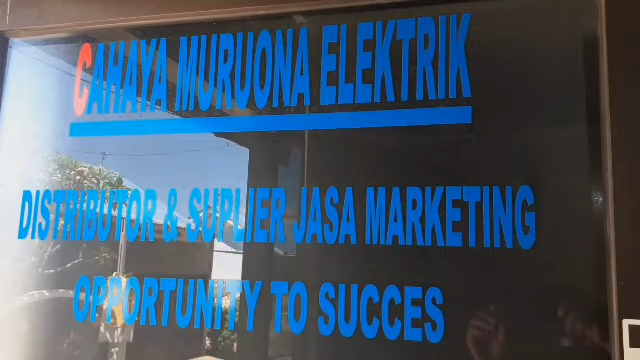 CAHAYA MURUONA ELEKTRIK
DISTRIBUTOR & SUPLIER JASA MARKETING
OPPORTUNITY TO SUCCES